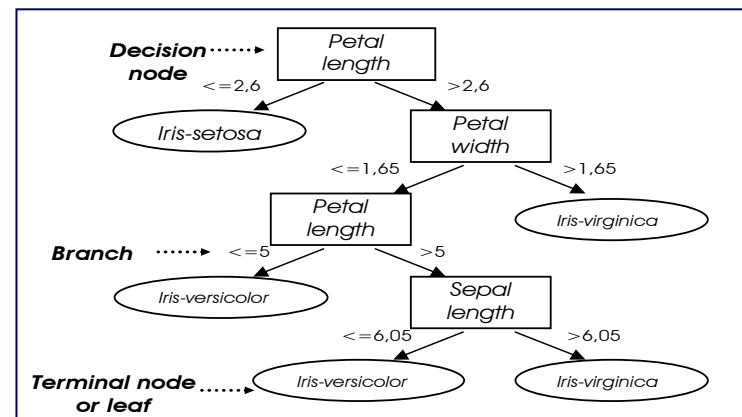 Decision
node
Petal
length
<=2,6
>2,6
Iris-setosa
Petal
width
<=1,65
>1,65
Petal
length
Iris-virginica
Branch
<=5
>5
Iris-versicolor
Sepal
length
<=6,05
>6,05
Terminal node
or leaf
Iris-versicolor
Iris-virginica